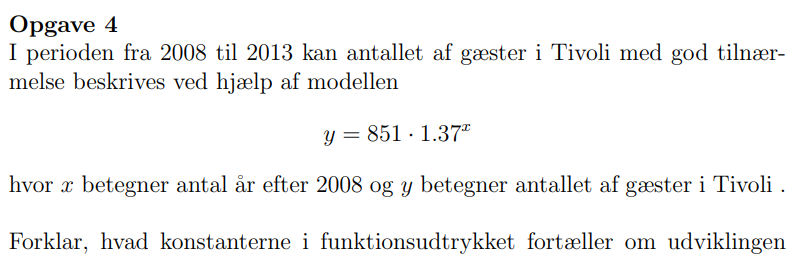 Opgave 4
I perioden fra 2008 til 2013 kan antallet af gæster i Tivoli med god tilnær-
melse beskrives ved hjælp af modellen
y = 851 · 1.37^x
hvor x betegner antal år efter 2008 og y betegner antallet af gæster i Tivoli .
Forklar, hvad konstanterne i funktionsudtrykket fortæller om udviklingen